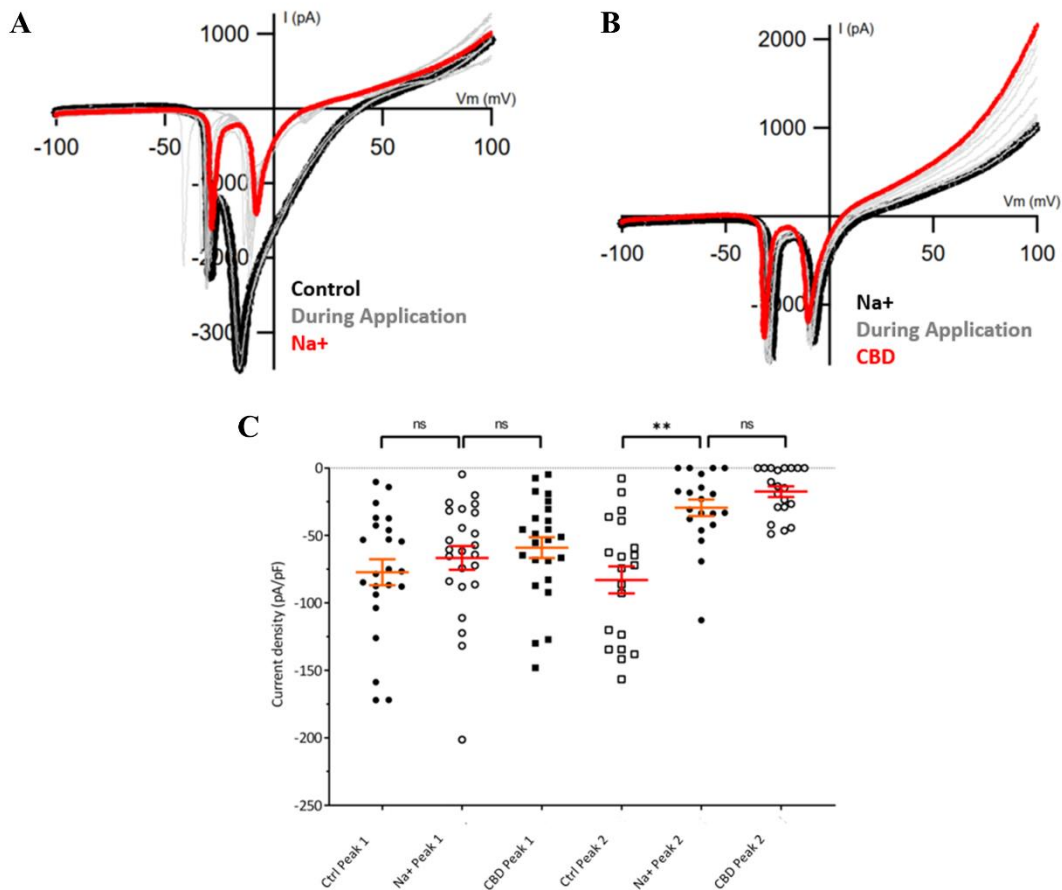 A
I (pA)
1000
Vm (mV)
-100
-50
50
100
-300
Control
During Application
Na+
B
I (pA)
2000
1000
Vm (mV)
-100
-50
50
100
Na+
During Application
CBD
C
ns
ns
**
ns
0
-50
-100
-150
-200
-250
Current density (pA/pF)
Ctrl Peak 1
Na+ Peak 1
CBD Peak 1
Ctrl Peak 2
Na+ Peak 2
CBD Peak 2